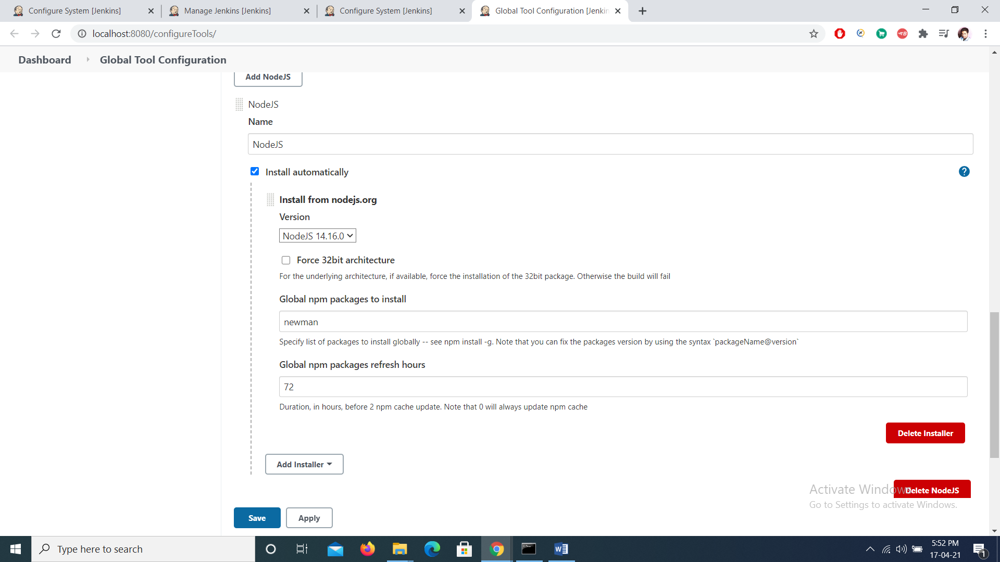 Configure System [Jenkins]
Manage Jenkins [Jenkins]
Configure System [Jenkins]
Global Tool Configuration [Jenkin
localhost:8080/configureTools/
Dashboard
Global Tool Configuration
Add NodeJS
NodeJS
Name
NodeJS
Install automatically
?
Install from nodejs.org
Version
NodeJS 14.16.0
Force 32bit architecture
For the underlying architecture, if available, force the installation of the 32bit package. Otherwise the build will fail
Global npm packages to install
newman
Specify list of packages to install globally -- see npm install -g. Note that you can fix the packages version by using the syntax `packageName@version`
Global npm packages refresh hours
72
Duration, in hours, before 2 npm cache update. Note that 0 will always update npm cache
Delete Installer
Add Installer
Delete NodeJS
Activate Windows
Go to Settings to activate Windows.
Save
Apply
Type here to search
5:52 PM
17-04-21
1